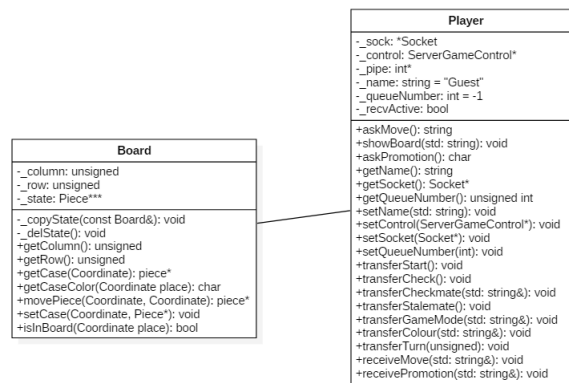 Player
-_sock: *Socket
-_control: ServerGameControl*
-_pipe: int*
-_name: string = "Guest"
-_queueNumber: int = -1
-_recvActive: bool
+askMove(): string
+showBoard(std: string): void
+askPromotion(): char
+getName(): string
+getSocket(): Socket*
+getQueueNumber(): unsigned int
+setName(std: string): void
+setControl(ServerGameControl*): void
+setSocket(Socket*): void
+setQueueNumber(int): void
+transferStart(): void
+transferCheck(): void
+transferCheckmate(std: string&): void
+transferStalemate(): void
+transferGameMode(std: string&): void
+transferColour(std: string&): void
+transferTurn(unsigned): void
+receiveMove(std: string&): void
+receivePromotion(std: string&): void
Board
-_column: unsigned
-_row: unsigned
-_state: Piece***
-_copyState(const Board&): void
-_delState(): void
+getColumn(): unsigned
+getRow(): unsigned
+getCase(Coordinate): piece*
+getCaseColor(Coordinate place): char
+movePiece(Coordinate, Coordinate): piece*
+setCase(Coordinate, Piece*): void
+isInBoard(Coordinate place): bool